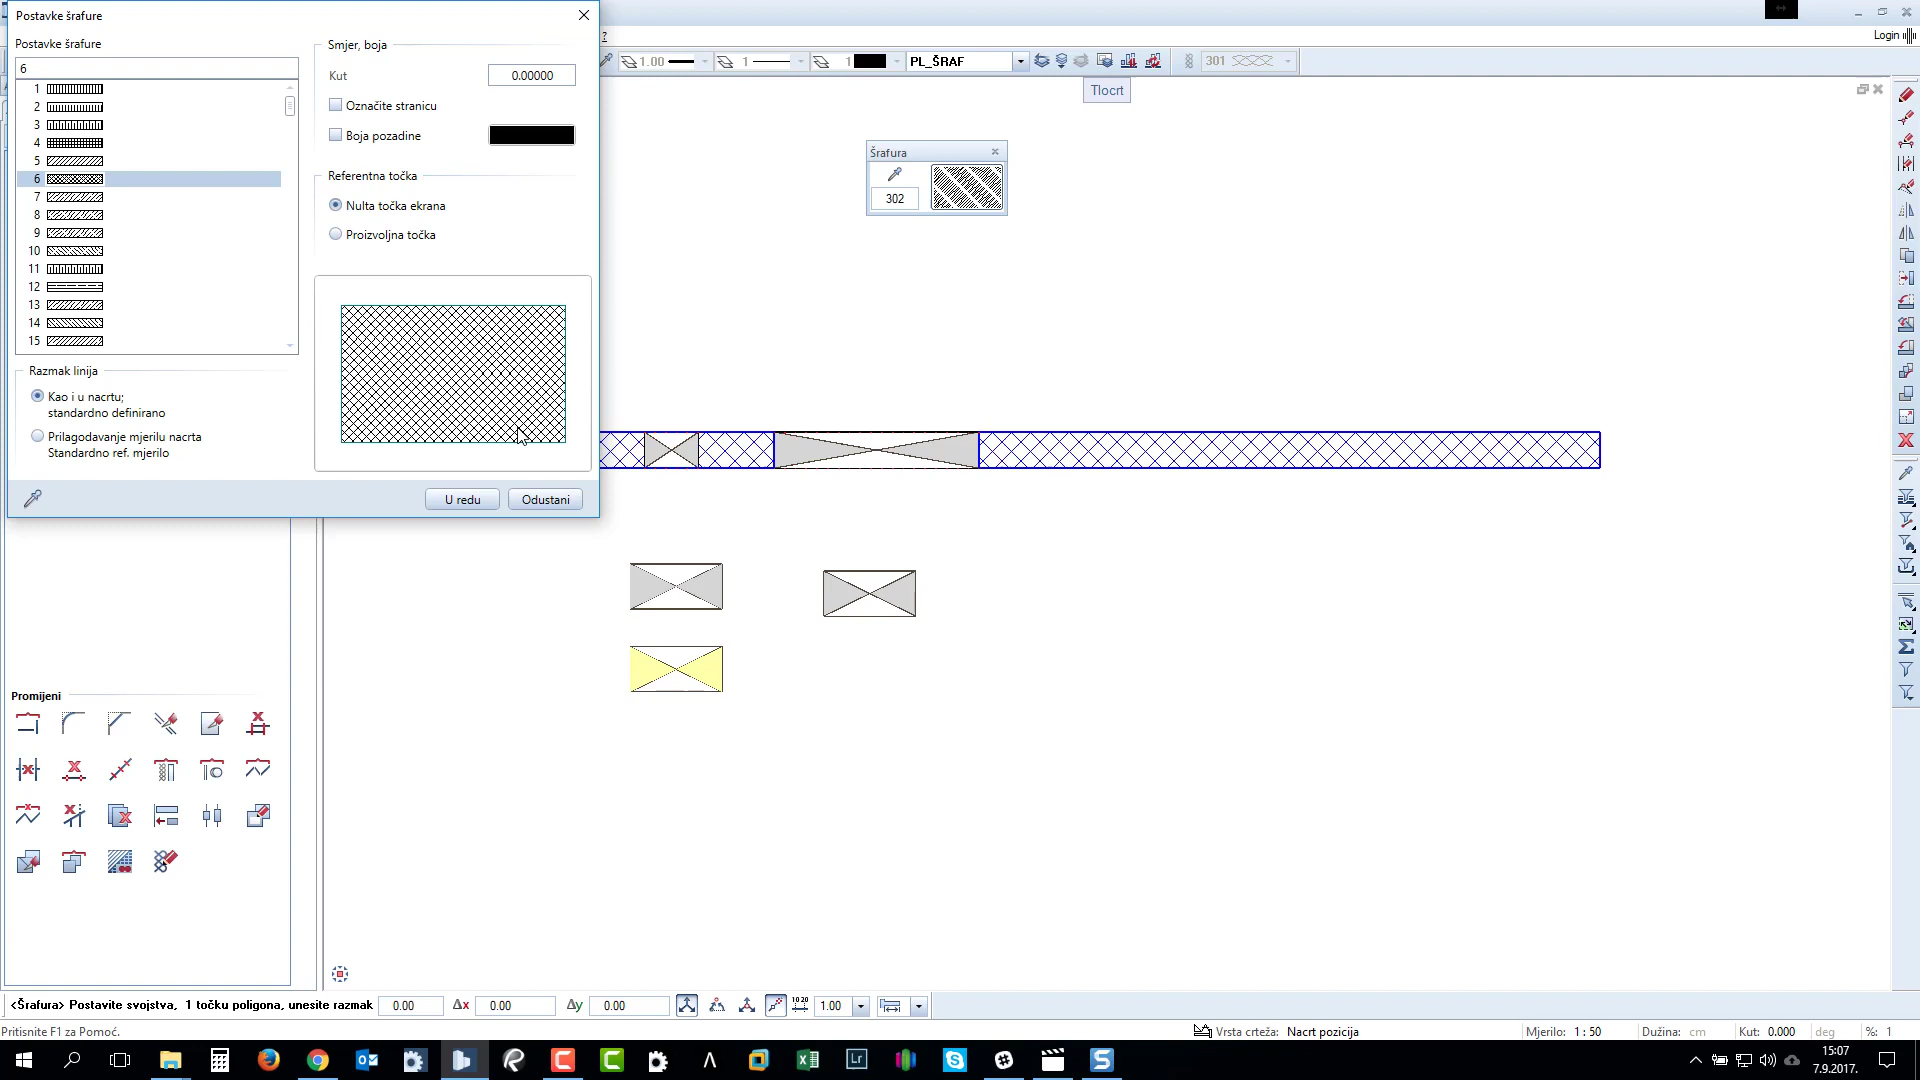 Postavke šrafure
?
Login
1.00
1
1
PL_ŠRAF
301
Postavke šrafure
6
1
2
3
4
5
6
7
8
9
10
11
12
13
14
15
Smjer, boja
Kut
0.00000
Označite stranicu
Boja pozadine
Referentna točka
Nulta točka ekrana
Proizvoljna točka
Razmak linija
Kao i u nacrtu;
standardno definirano
Prilagođavanje mjerilu nacrta
Standardno ref. mjerilo
U redu
Odustani
Tlocrt
Šrafura
302
Promijeni
<Šrafura> Postavite svojstva, 1 točku poligona, unesite razmak
0.00
Δx
0.00
Δy
0.00
1020
1.00
Pritisnite F1 za Pomoć.
Vrsta crteža:
Nacrt pozicija
Mjerilo: 1 : 50
Dužina: cm
Kut: 0.000
deg
%: 1
Lr
15:07
7.9.2017.